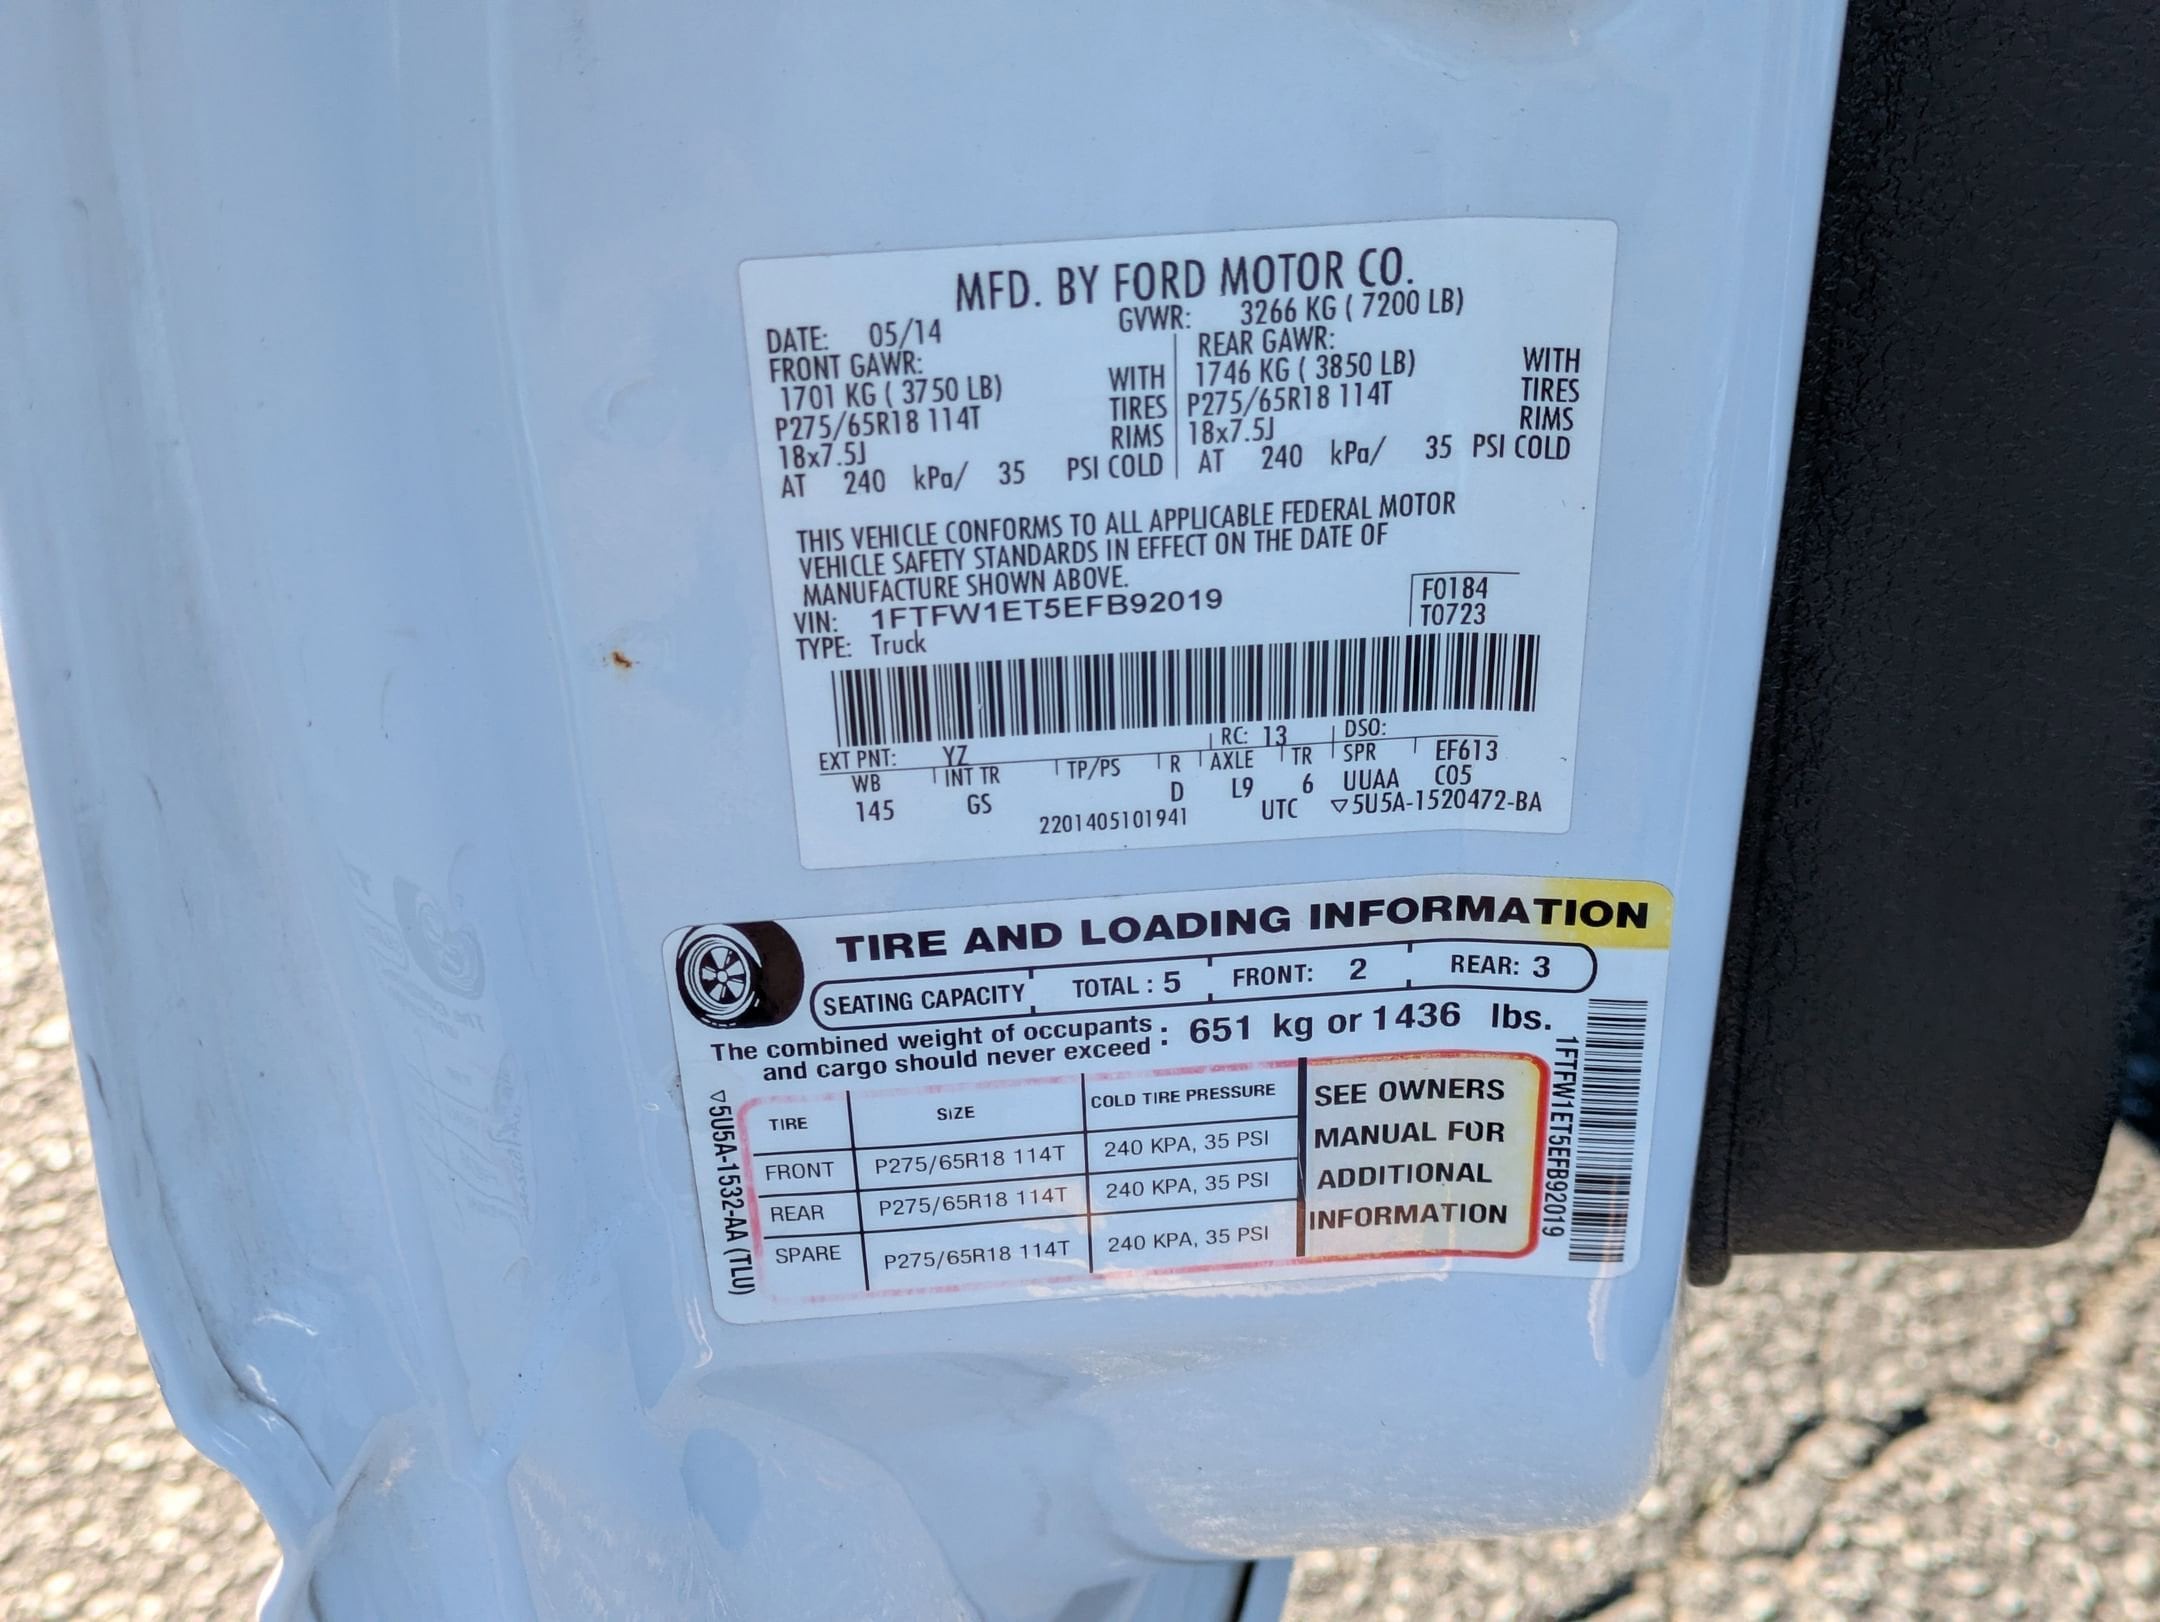 MFD. BY FORD MOTOR CO.
DATE: 05/14 GVWR: 3266 KG ( 7200 LB)
FRONT GAWR: REAR GAWR:
1701 KG ( 3750 LB) WITH 1746 KG ( 3850 LB) WITH
P275/65R18 114T TIRES P275/65R18 114T TIRES
18x7.5J RIMS 18x7.5J RIMS
AT 240 kPa/ 35 PSI COLD AT 240 kPa/ 35 PSI COLD
THIS VEHICLE CONFORMS TO ALL APPLICABLE FEDERAL MOTOR
VEHICLE SAFETY STANDARDS IN EFFECT ON THE DATE OF
MANUFACTURE SHOWN ABOVE.
VIN: 1FTFW1ET5EFB92019 F0184
TYPE: Truck T0723
EXT PNT: YZ RC: 13 DSO:
WB INT TR TP/PS R AXLE TR SPR EF613
145 GS D L9 6 UUAA C05
2201405101941 UTC ▽5U5A-1520472-BA
TIRE AND LOADING INFORMATION
SEATING CAPACITY TOTAL : 5 FRONT: 2 REAR: 3
The combined weight of occupants
and cargo should never exceed : 651 kg or 1436 lbs.
TIRE SIZE COLD TIRE PRESSURE
FRONT P275/65R18 114T 240 KPA, 35 PSI
REAR P275/65R18 114T 240 KPA, 35 PSI
SPARE P275/65R18 114T 240 KPA, 35 PSI
SEE OWNERS
MANUAL FOR
ADDITIONAL
INFORMATION
▽5U5A-1532-AA (TLU)
1FTFW1ET5EFB92019